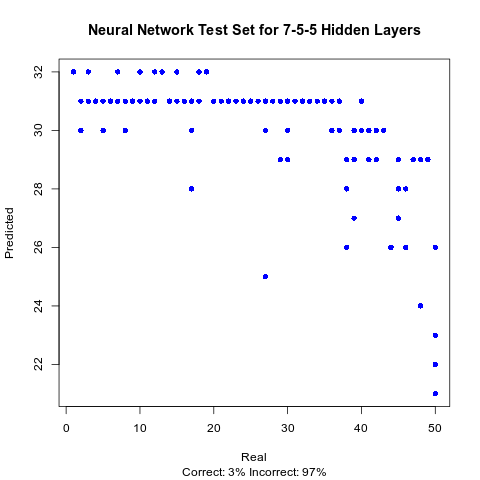 Neural Network Test Set for 7-5-5 Hidden Layers
32
30
28
26
24
22
Predicted
0 10 20 30 40 50
Real
Correct: 3% Incorrect: 97%